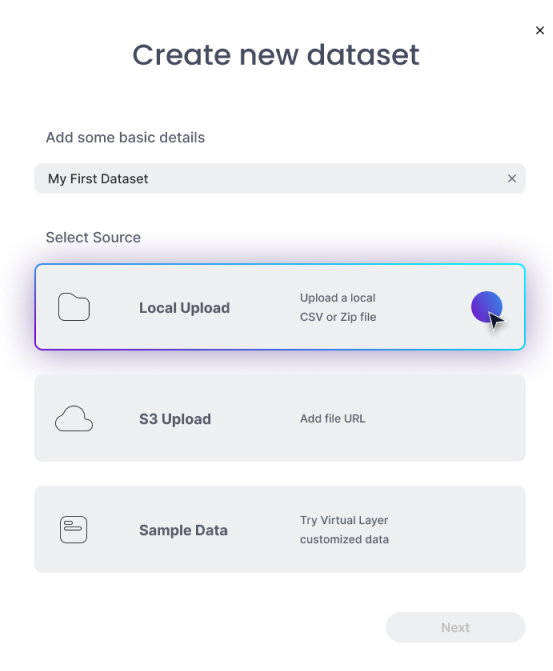 Create new dataset
Add some basic details
My First Dataset
Select Source
Local Upload
Upload a local
CSV or Zip file
S3 Upload
Add file URL
Sample Data
Try Virtual Layer
customized data
Next